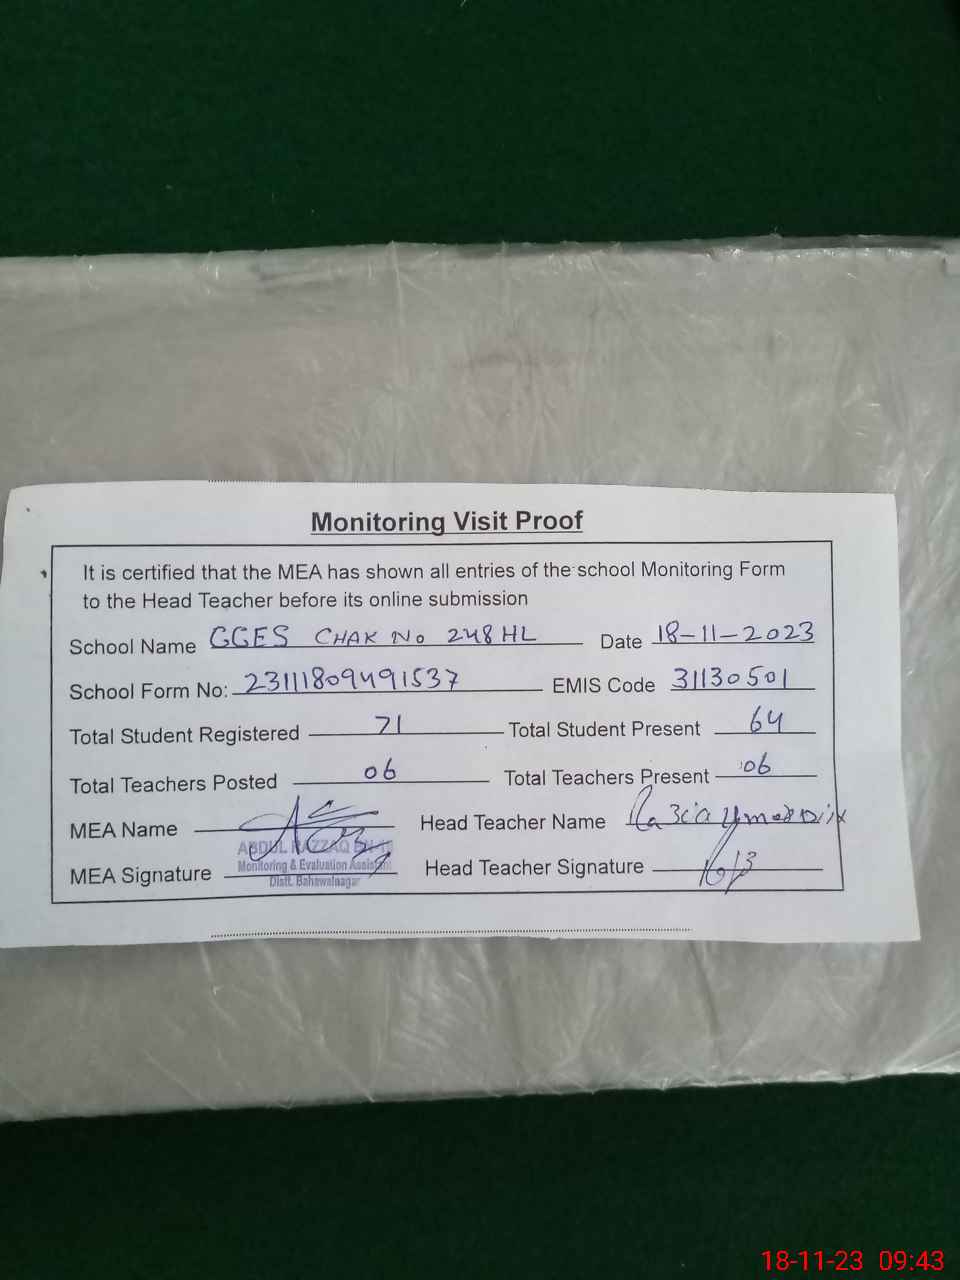 Monitoring Visit Proof
It is certified that the MEA has shown all entries of the school Monitoring Form
to the Head Teacher before its online submission
School Name GGES CHAK No 248 HL Date 18-11-2023
School Form No: 23111809491537 EMIS Code 31130501
Total Student Registered 71 Total Student Present 64
Total Teachers Posted 06 Total Teachers Present 06
MEA Name Head Teacher Name Razia
ABDUL RAZZAQ
MEA Signature Head Teacher Signature
Monitoring & Evaluation Assistant
Distt. Bahawalnagar
18-11-23 09:43